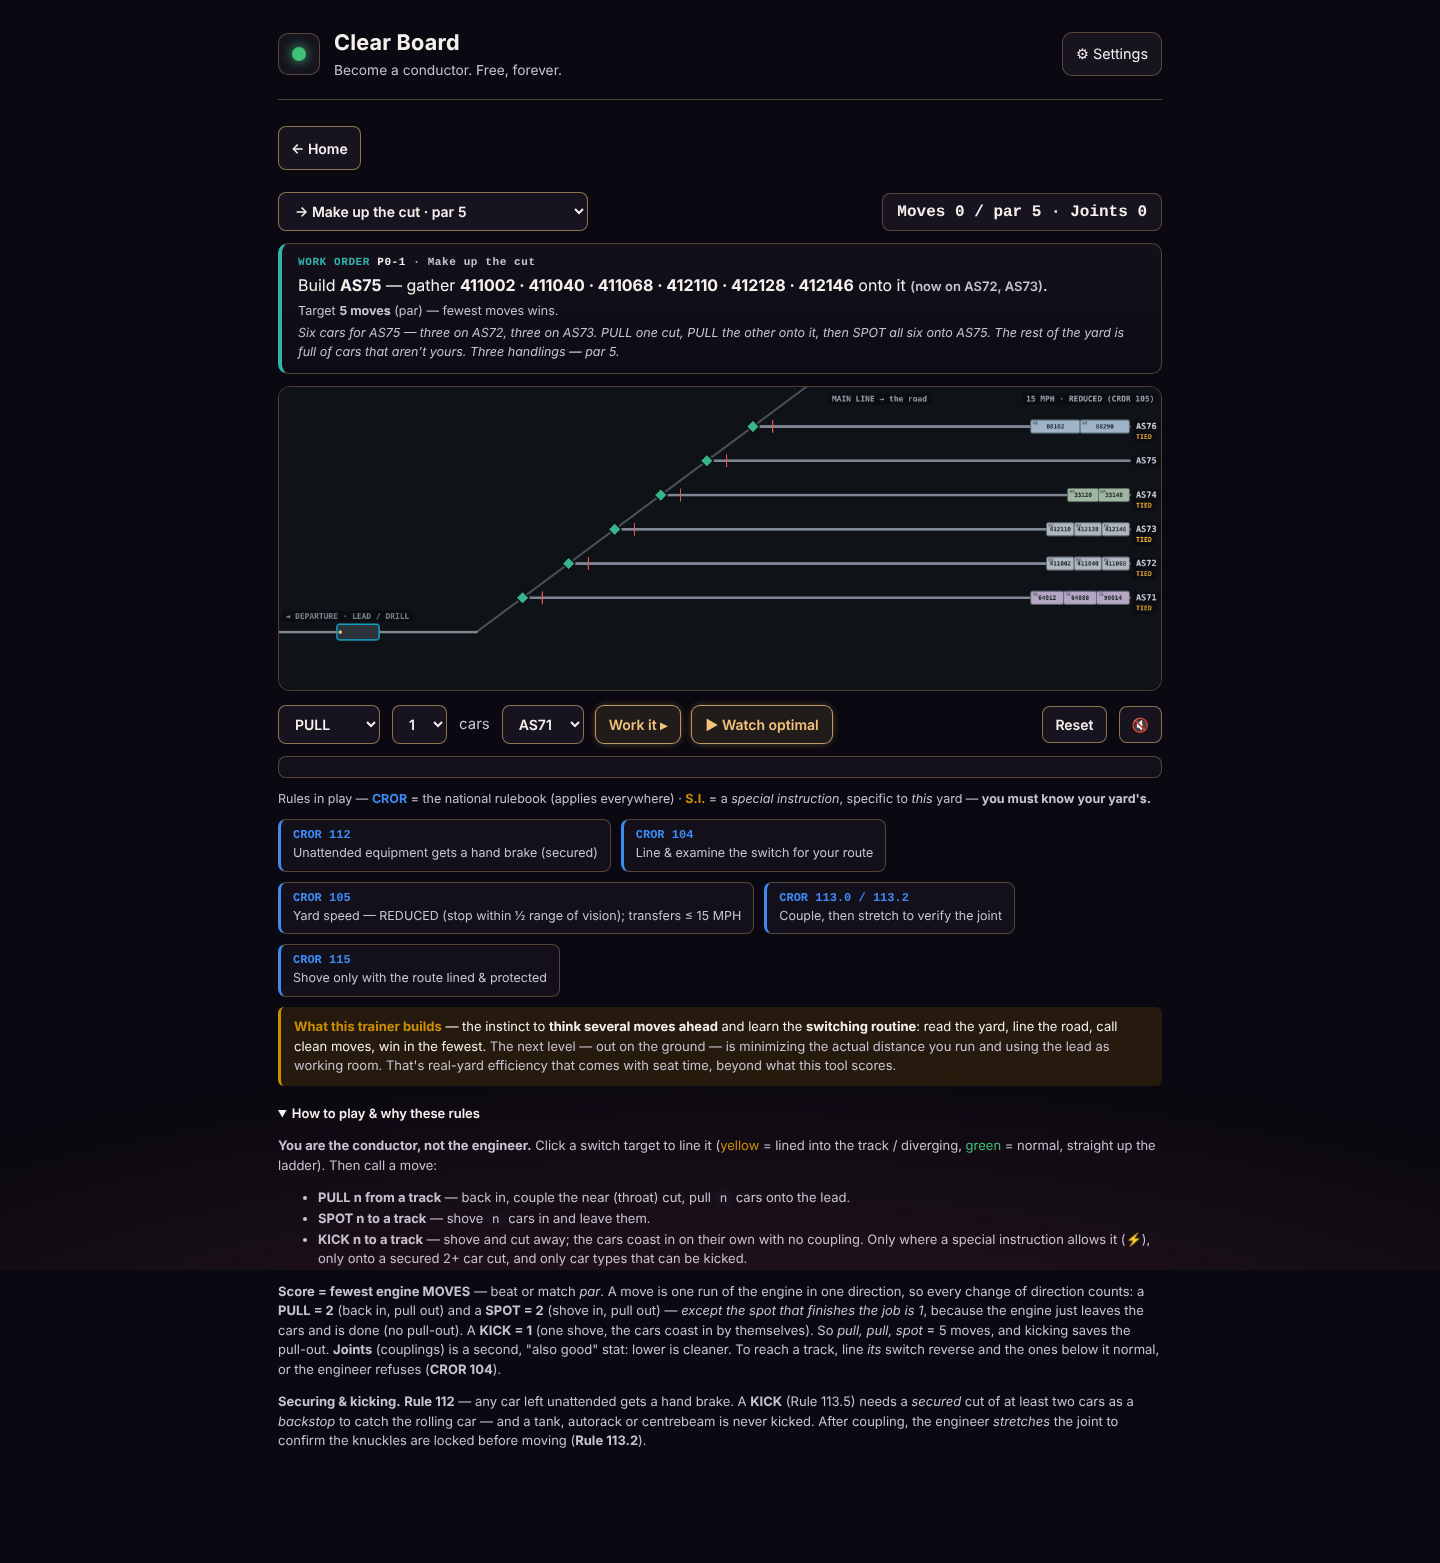 Clear Board
Become a conductor. Free, forever.
⚙ Settings
← Home
→ Make up the cut · par 5
Moves 0 / par 5 · Joints 0
WORK ORDER P0-1 · Make up the cut
Build AS75 — gather 411002 · 411040 · 411068 · 412110 · 412128 · 412146 onto it (now on AS72, AS73).
Target 5 moves (par) — fewest moves wins.
Six cars for AS75 — three on AS72, three on AS73. PULL one cut, PULL the other onto it, then SPOT all six onto AS75. The rest of the yard is
full of cars that aren't yours. Three handlings — par 5.
MAIN LINE → the road
15 MPH · REDUCED (CROR 105)
88102 88290 AS76
TIED
AS75
33120 33148 AS74
TIED
412110 412128 412146 AS73
TIED
411002 411040 411068 AS72
TIED
64012 64088 99014 AS71
TIED
◄ DEPARTURE · LEAD / DRILL
PULL 1 cars AS71 Work it ▸ ▶ Watch optimal Reset 🔇
Rules in play — CROR = the national rulebook (applies everywhere) · S.I. = a special instruction, specific to this yard — you must know your yard's.
CROR 112
Unattended equipment gets a hand brake (secured)
CROR 104
Line & examine the switch for your route
CROR 105
Yard speed — REDUCED (stop within ½ range of vision); transfers ≤ 15 MPH
CROR 113.0 / 113.2
Couple, then stretch to verify the joint
CROR 115
Shove only with the route lined & protected
What this trainer builds — the instinct to think several moves ahead and learn the switching routine: read the yard, line the road, call
clean moves, win in the fewest. The next level — out on the ground — is minimizing the actual distance you run and using the lead as
working room. That's real-yard efficiency that comes with seat time, beyond what this tool scores.
▼ How to play & why these rules
You are the conductor, not the engineer. Click a switch target to line it (yellow = lined into the track / diverging, green = normal, straight up the
ladder). Then call a move:
• PULL n from a track — back in, couple the near (throat) cut, pull n cars onto the lead.
• SPOT n to a track — shove n cars in and leave them.
• KICK n to a track — shove and cut away; the cars coast in on their own with no coupling. Only where a special instruction allows it (⚡),
only onto a secured 2+ car cut, and only car types that can be kicked.
Score = fewest engine MOVES — beat or match par. A move is one run of the engine in one direction, so every change of direction counts: a
PULL = 2 (back in, pull out) and a SPOT = 2 (shove in, pull out) — except the spot that finishes the job is 1, because the engine just leaves the
cars and is done (no pull-out). A KICK = 1 (one shove, the cars coast in by themselves). So pull, pull, spot = 5 moves, and kicking saves the
pull-out. Joints (couplings) is a second, "also good" stat: lower is cleaner. To reach a track, line its switch reverse and the ones below it normal,
or the engineer refuses (CROR 104).
Securing & kicking. Rule 112 — any car left unattended gets a hand brake. A KICK (Rule 113.5) needs a secured cut of at least two cars as a
backstop to catch the rolling car — and a tank, autorack or centrebeam is never kicked. After coupling, the engineer stretches the joint to
confirm the knuckles are locked before moving (Rule 113.2).